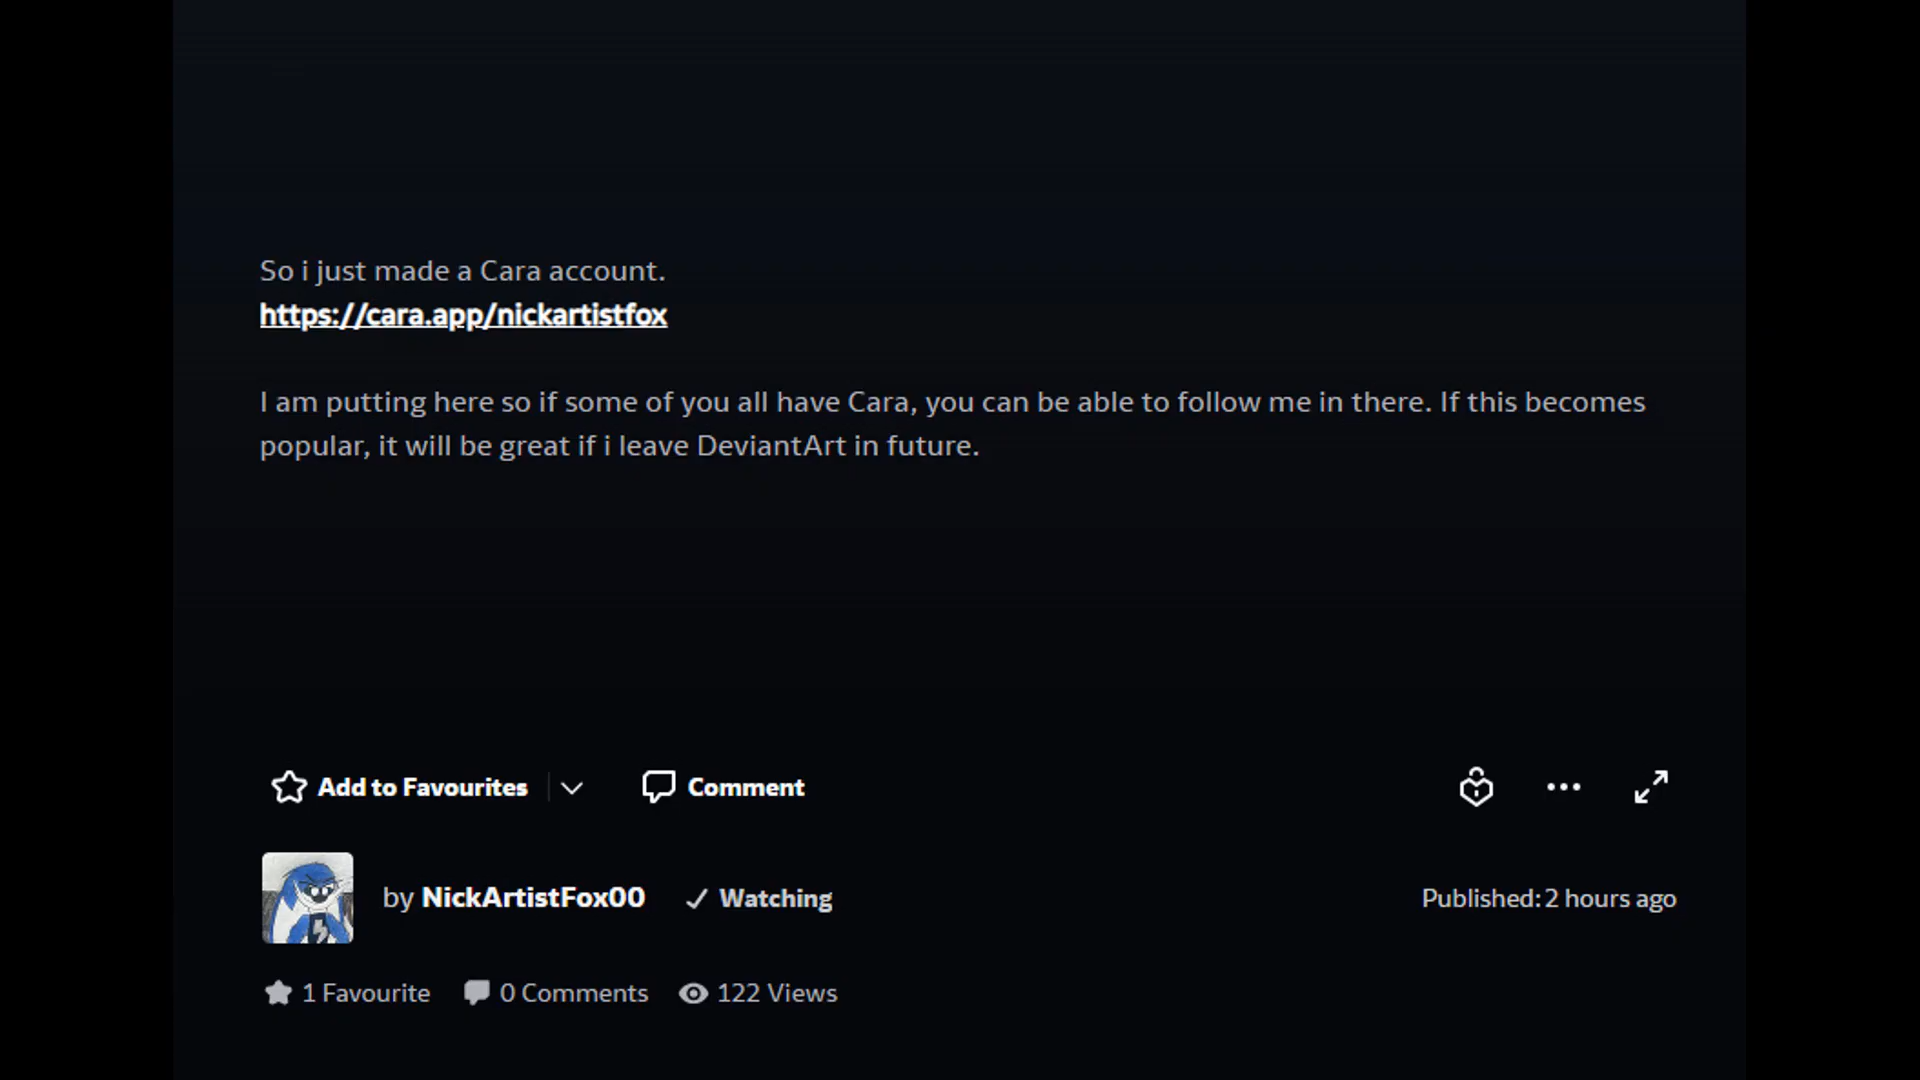 So i just made a Cara account.
https://cara.app/nickartistfox
I am putting here so if some of you all have Cara, you can be able to follow me in there. If this becomes
popular, it will be great if i leave DeviantArt in future.
Add to Favourites
Comment
by NickArtistFox00
Watching
Published: 2 hours ago
1 Favourite
0 Comments
122 Views